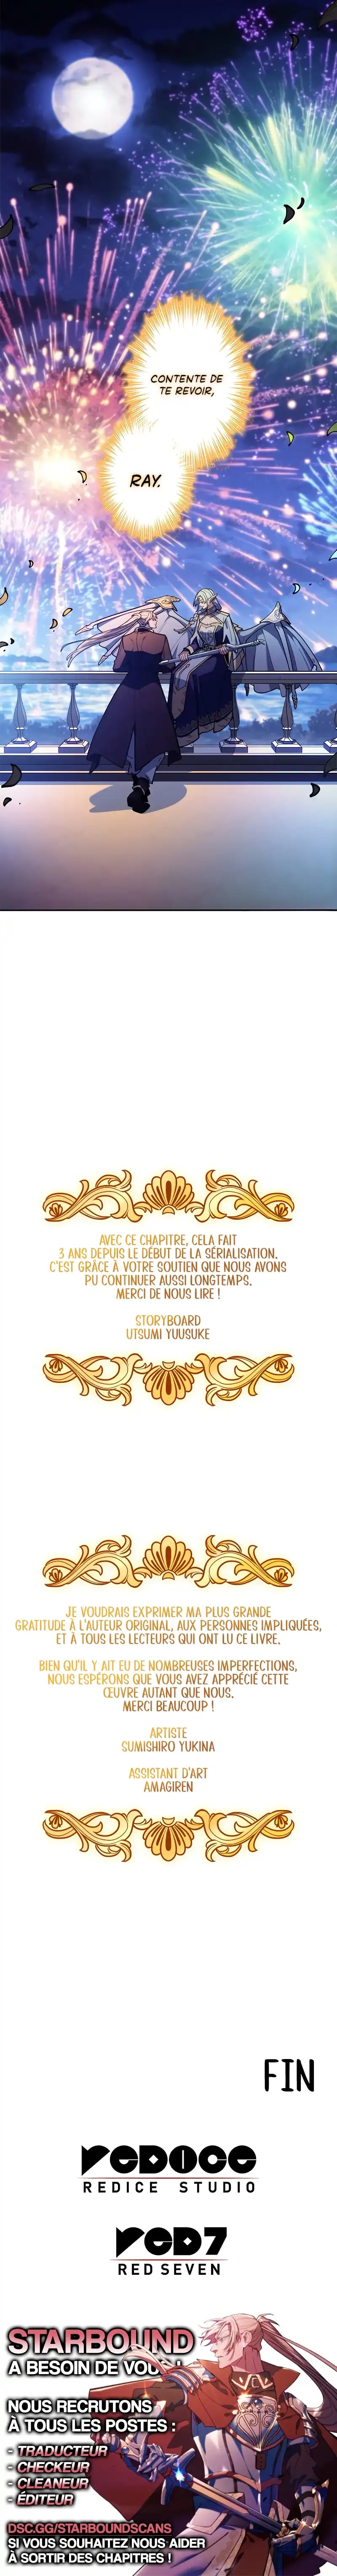 CONTENTE DE
TE REVOIR,
RAY.
AVEC CE CHAPITRE, CELA FAIT
3 ANS DEPUIS LE DÉBUT DE LA SÉRIALISATION.
C'EST GRÂCE À VOTRE SOUTIEN QUE NOUS AVONS
PU CONTINUER AUSSI LONGTEMPS.
MERCI DE NOUS LIRE !
STORYBOARD
UTSUMI YUUSUKE
JE VOUDRAIS EXPRIMER MA PLUS GRANDE
GRATITUDE À L'AUTEUR ORIGINAL, AUX PERSONNES IMPLIQUÉES,
ET À TOUS LES LECTEURS QUI ONT LU CE LIVRE.
BIEN QU'IL Y AIT EU DE NOMBREUSES IMPERFECTIONS,
NOUS ESPÉRONS QUE VOUS AVEZ APPRÉCIÉ CETTE
ŒUVRE AUTANT QUE NOUS.
MERCI BEAUCOUP !
ARTISTE
SUMISHIRO YUKINA
ASSISTANT D'ART
AMAGIREN
FIN
REDICE
REDICE STUDIO
RED7
RED SEVEN
STARBOUND
A BESOIN DE VOUS !
NOUS RECRUTONS
À TOUS LES POSTES :
- TRADUCTEUR
- CHECKEUR
- CLEANEUR
- ÉDITEUR
DSC.GG/STARBOUNDSCANS
SI VOUS SOUHAITEZ NOUS AIDER
À SORTIR DES CHAPITRES !